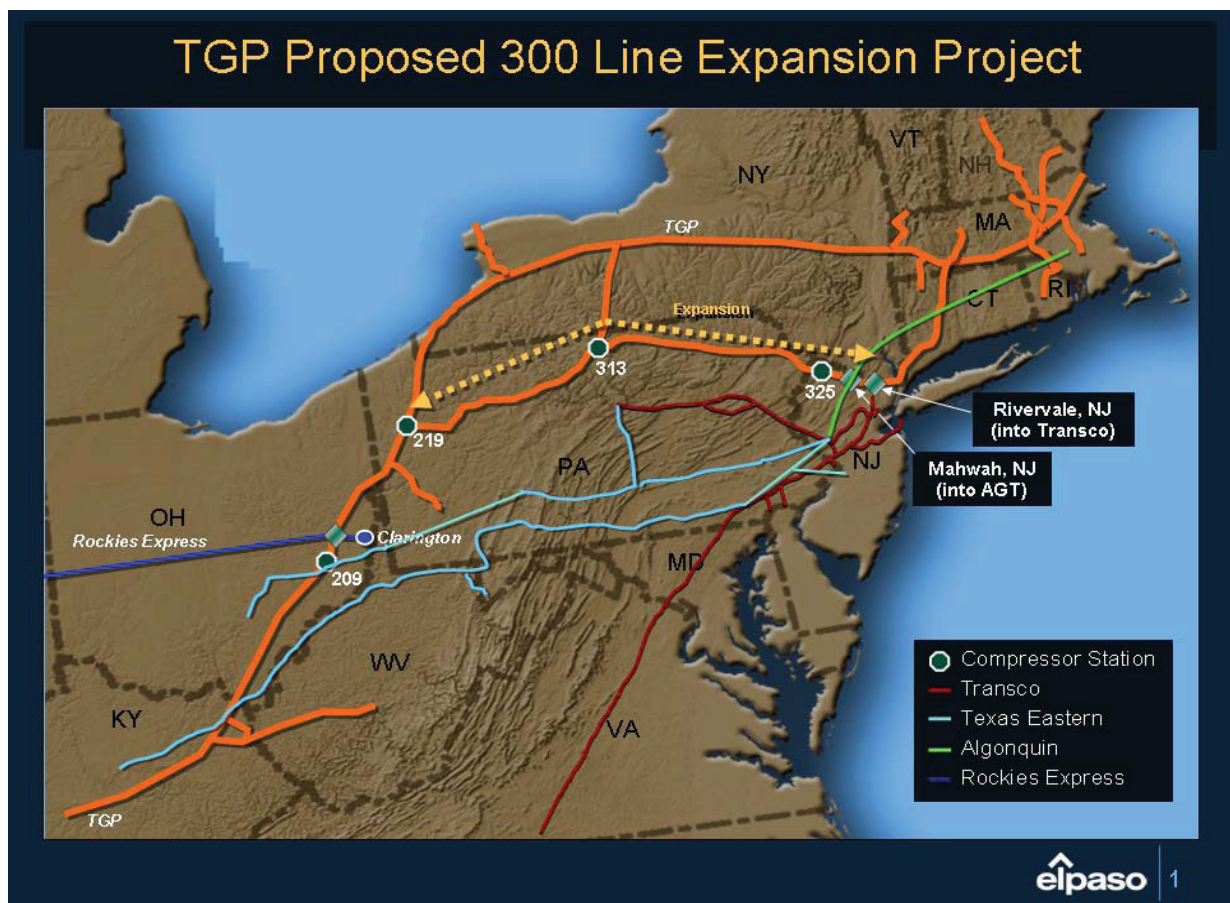 TGP Proposed 300 Line Expansion Project
VT
NH
NY
TGP
MA
CT
RI
Expansion
313
325
219
Rivervale, NJ
(into Transco)
PA
NJ
Mahwah, NJ
(into AGT)
OH
Rockies Express
Clarington
209
MD
WV
KY
VA
TGP
Compressor Station
Transco
Texas Eastern
Algonquin
Rockies Express
elpaso
1